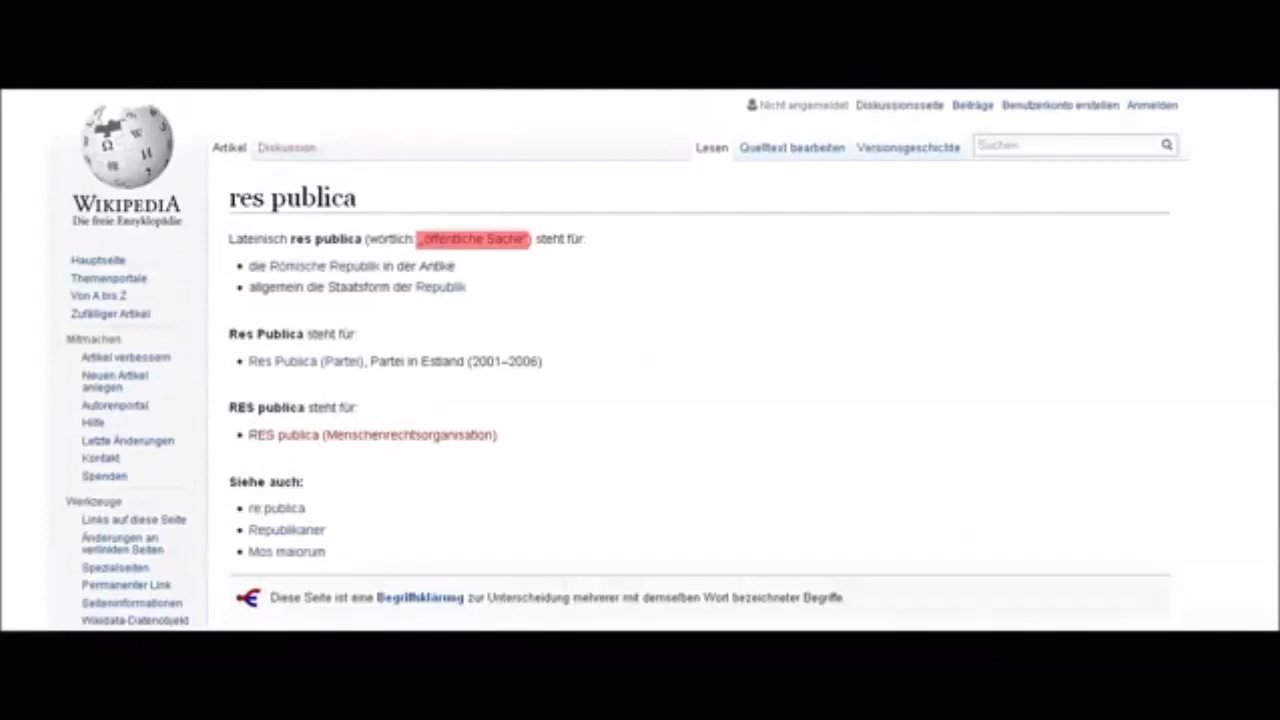 Nicht angemeldet Diskussionsseite Beiträge Benutzerkonto erstellen Anmelden
Artikel Diskussion Lesen Quelltext bearbeiten Versionsgeschichte Suchen
WIKIPEDIA
Die freie Enzyklopädie
Hauptseite
Themenportale
Von A bis Z
Zufälliger Artikel
Mitmachen
Artikel verbessern
Neuen Artikel
anlegen
Autorenportal
Hilfe
Letzte Änderungen
Kontakt
Spenden
Werkzeuge
Links auf diese Seite
Änderungen an
verlinkten Seiten
Spezialseiten
Permanenter Link
Seiteninformationen
Wikidata-Datenobjekt
res publica
Lateinisch res publica (wörtlich: „öffentliche Sache“) steht für:
• die Römische Republik in der Antike
• allgemein die Staatsform der Republik
Res Publica steht für:
• Res Publica (Partei), Partei in Estland (2001–2006)
RES publica steht für:
• RES publica (Menschenrechtsorganisation)
Siehe auch:
• re:publica
• Republikaner
• Mos maiorum
Diese Seite ist eine Begriffsklärung zur Unterscheidung mehrerer mit demselben Wort bezeichneter Begriffe.